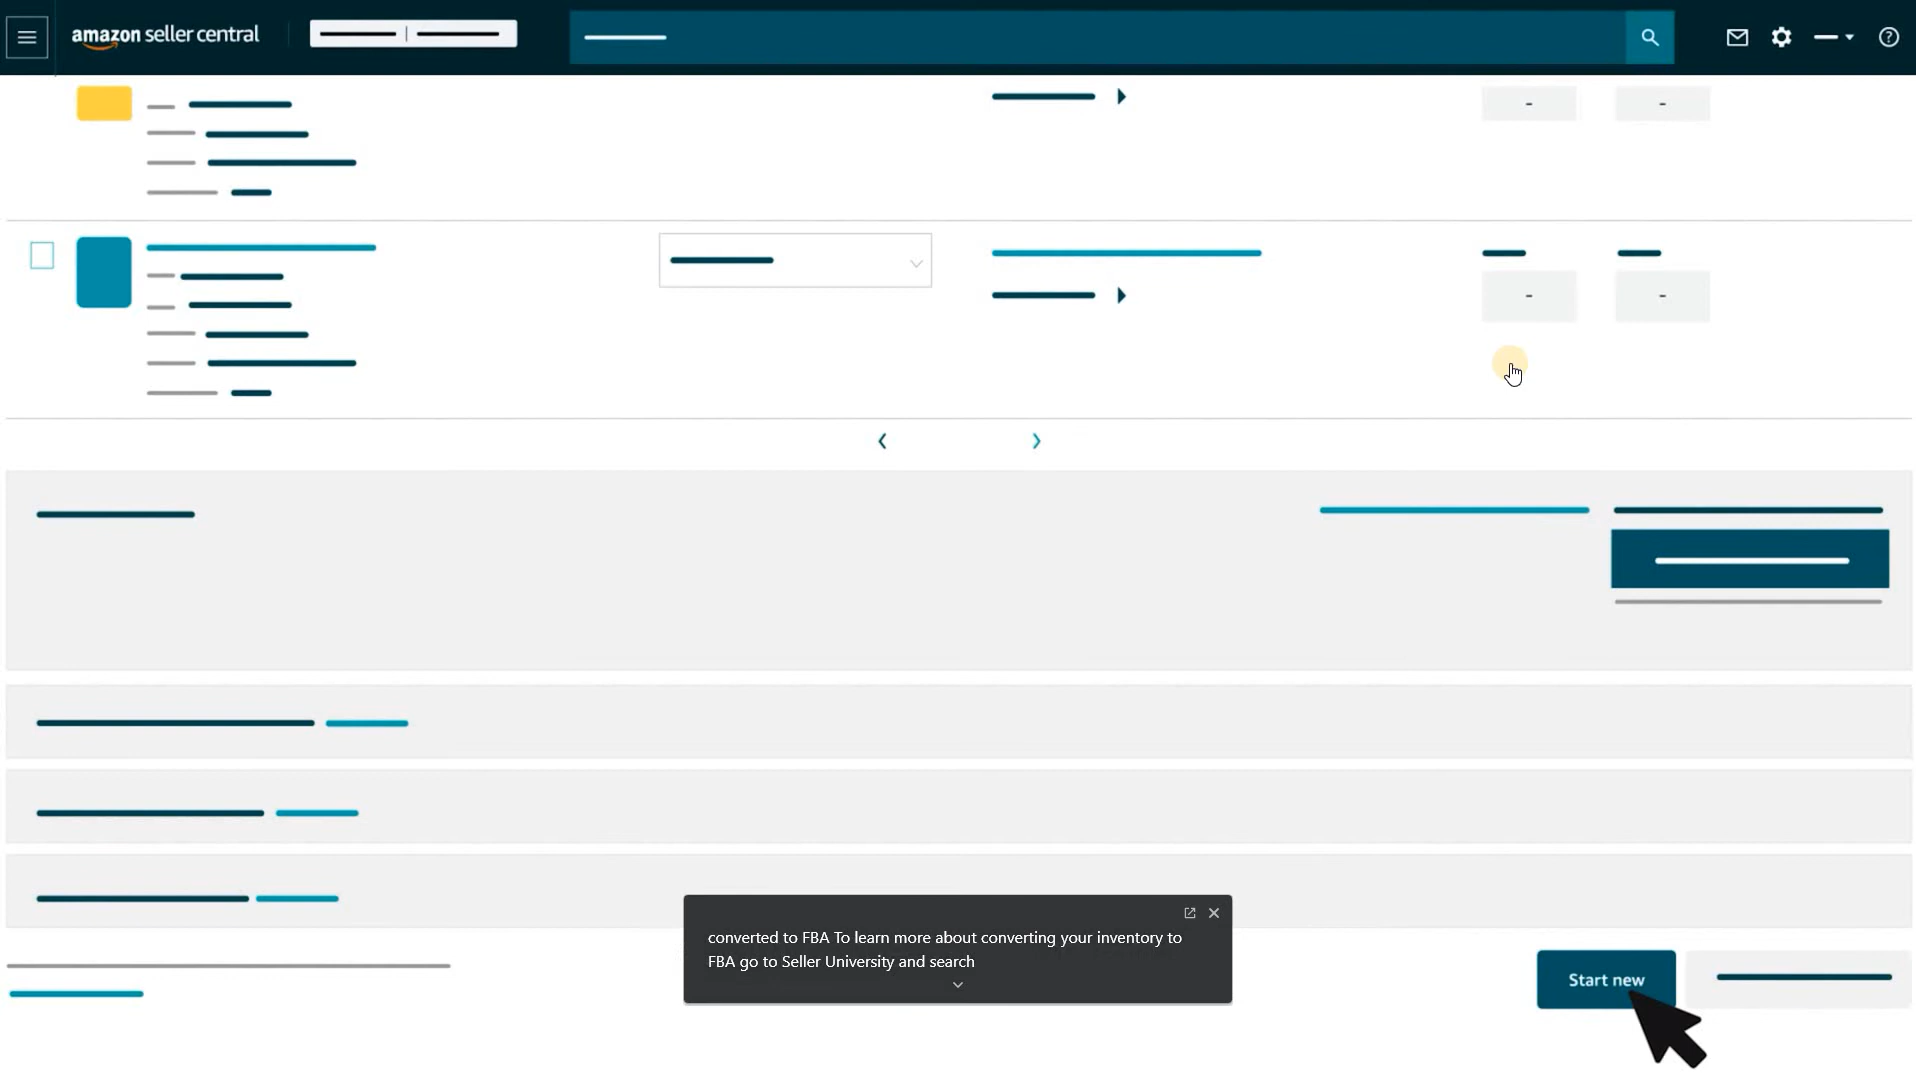 amazon seller central
-
-
-
-
converted to FBA To learn more about converting your inventory to
FBA go to Seller University and search
Start new